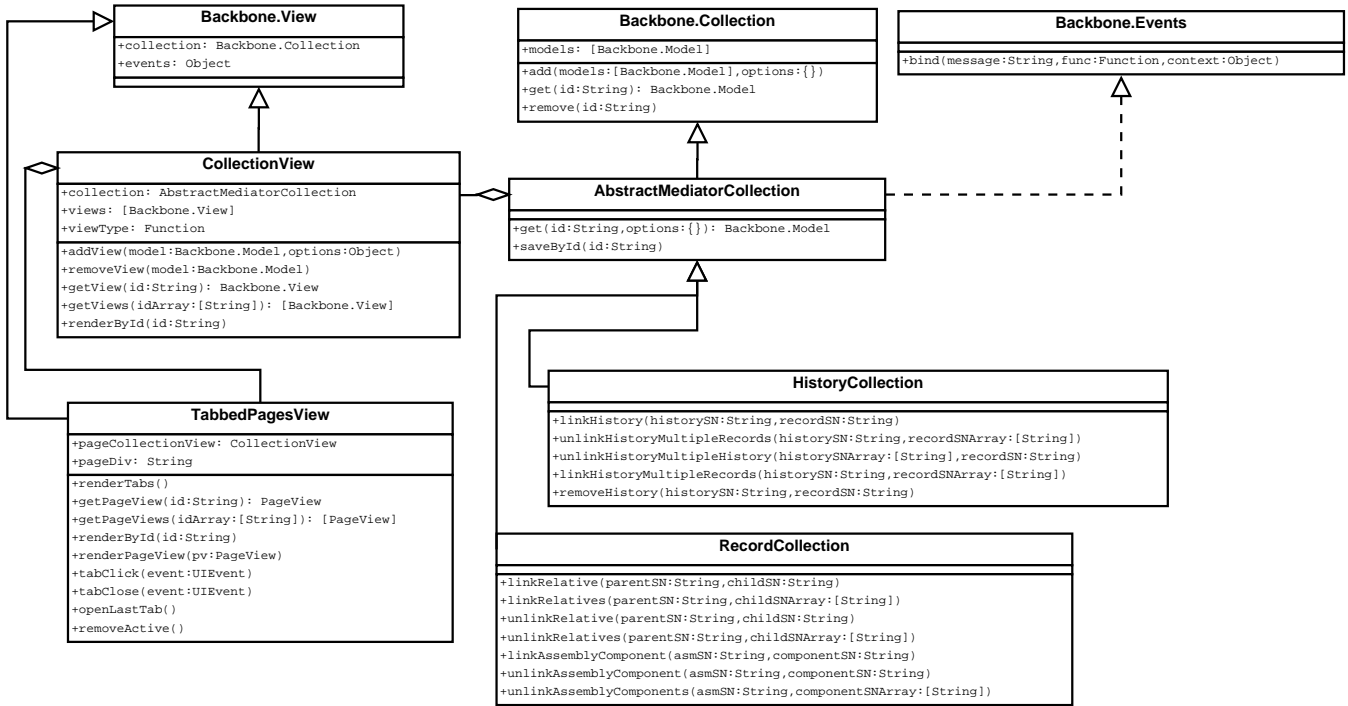 Backbone.View
+collection: Backbone.Collection
+events: Object
Backbone.Collection
+models: [Backbone.Model]
+add(models:[Backbone.Model],options:{})
+get(id:String): Backbone.Model
+remove(id:String)
Backbone.Events
+bind(message:String,func:Function,context:Object)
CollectionView
+collection: AbstractMediatorCollection
+views: [Backbone.View]
+viewType: Function
+addView(model:Backbone.Model,options:Object)
+removeView(model:Backbone.Model)
+getView(id:String): Backbone.View
+getViews(idArray:[String]): [Backbone.View]
+renderById(id:String)
AbstractMediatorCollection
+get(id:String,options:{}): Backbone.Model
+saveById(id:String)
HistoryCollection
+linkHistory(historySN:String,recordSN:String)
+unlinkHistoryMultipleRecords(historySN:String,recordSNArray:[String])
+unlinkHistoryMultipleHistory(historySNArray:[String],recordSN:String)
+linkHistoryMultipleRecords(historySN:String,recordSNArray:[String])
+removeHistory(historySN:String,recordSN:String)
TabbedPagesView
+pageCollectionView: CollectionView
+pageDiv: String
+renderTabs()
+getPageView(id:String): PageView
+getPageViews(idArray:[String]): [PageView]
+renderById(id:String)
+renderPageView(pv:PageView)
+tabClick(event:UIEvent)
+tabClose(event:UIEvent)
+openLastTab()
+removeActive()
RecordCollection
+linkRelative(parentSN:String,childSN:String)
+linkRelatives(parentSN:String,childSNArray:[String])
+unlinkRelative(parentSN:String,childSN:String)
+unlinkRelatives(parentSN:String,childSNArray:[String])
+linkAssemblyComponent(asmSN:String,componentSN:String)
+unlinkAssemblyComponent(asmSN:String,componentSN:String)
+unlinkAssemblyComponents(asmSN:String,componentSNArray:[String])